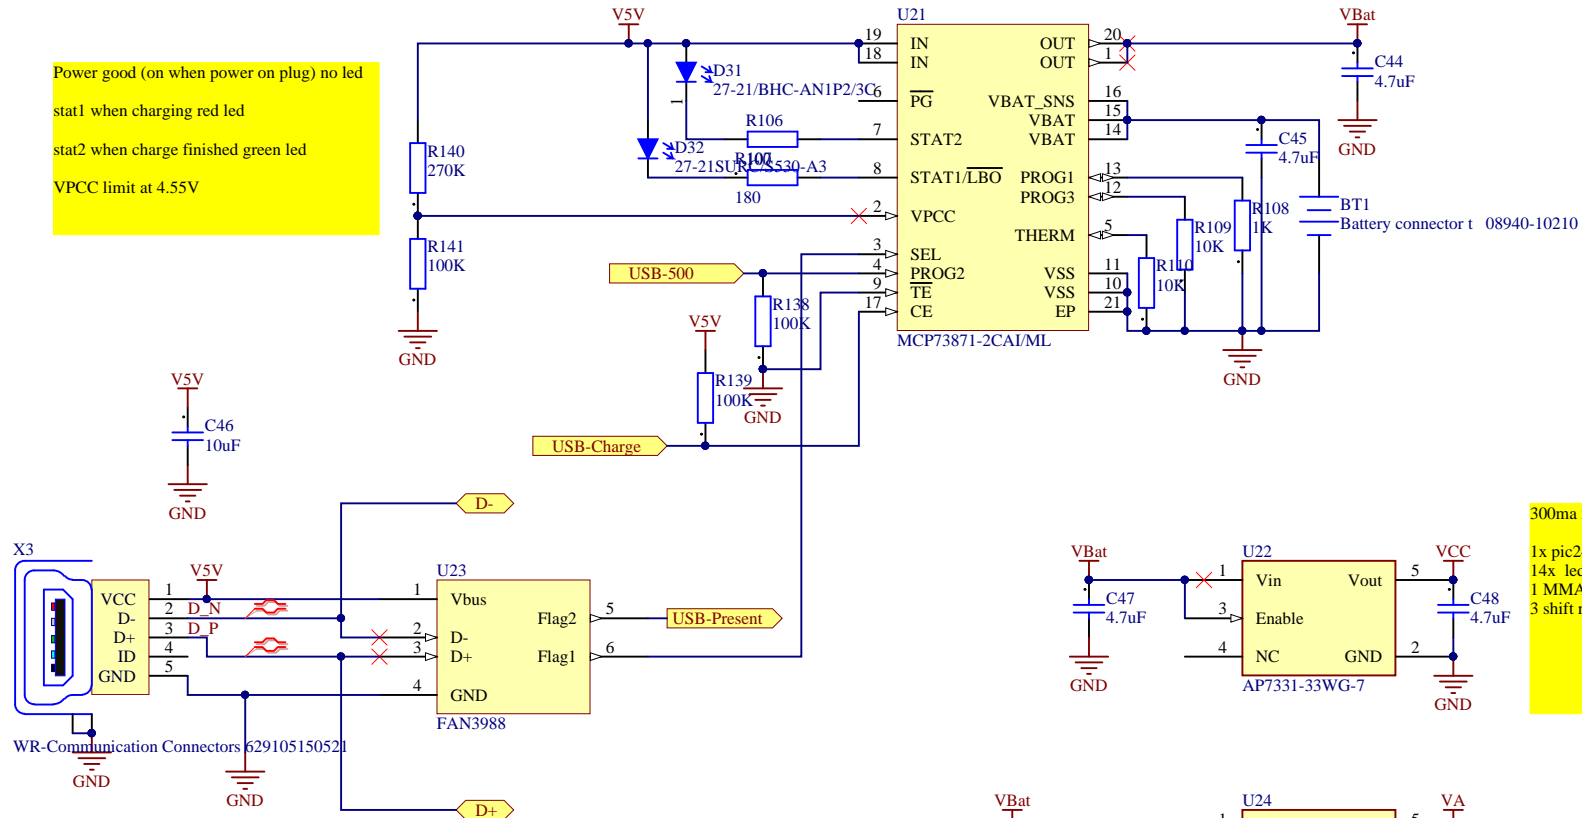 V5V
U21
VBat
19
IN
OUT
20
18
IN
OUT
1
D31
27-21/BHC-AN1P2/3C
1
6
PG
VBAT_SNS
16
VBAT
15
VBAT
14
C44
4.7uF
GND
Power good (on when power on plug) no led
stat1 when charging red led
stat2 when charge finished green led
VPCC limit at 4.55V
R106
7
STAT2
D32
27-21SURC/S530-A3
180
8
STAT1/LBO
PROG1
13
PROG3
12
R140
270K
2
VPCC
THERM
5
C45
4.7uF
R108
1K
R109
10K
R110
10K
BT1
Battery connector t 08940-10210
R141
100K
GND
3
SEL
USB-500
4
PROG2
VSS
11
9
TE
VSS
10
17
CE
EP
21
MCP73871-2CAI/ML
GND
R138
100K
GND
V5V
R139
100K
USB-Charge
V5V
C46
10uF
GND
D-
X3
VCC
1
D-
2
D_N
D+
3
D_P
ID
4
GND
5
V5V
WR-Communication Connectors 629105150521
GND
GND
U23
1
Vbus
2
D-
3
D+
4
GND
Flag2
5
Flag1
6
FAN3988
USB-Present
D+
VBat
C47
4.7uF
GND
U22
1
Vin
Vout
5
3
Enable
4
NC
GND
2
AP7331-33WG-7
VCC
C48
4.7uF
GND
300ma
1x pic2
14x led
1 MMA
3 shift r
VBat
U24
VA
1
5